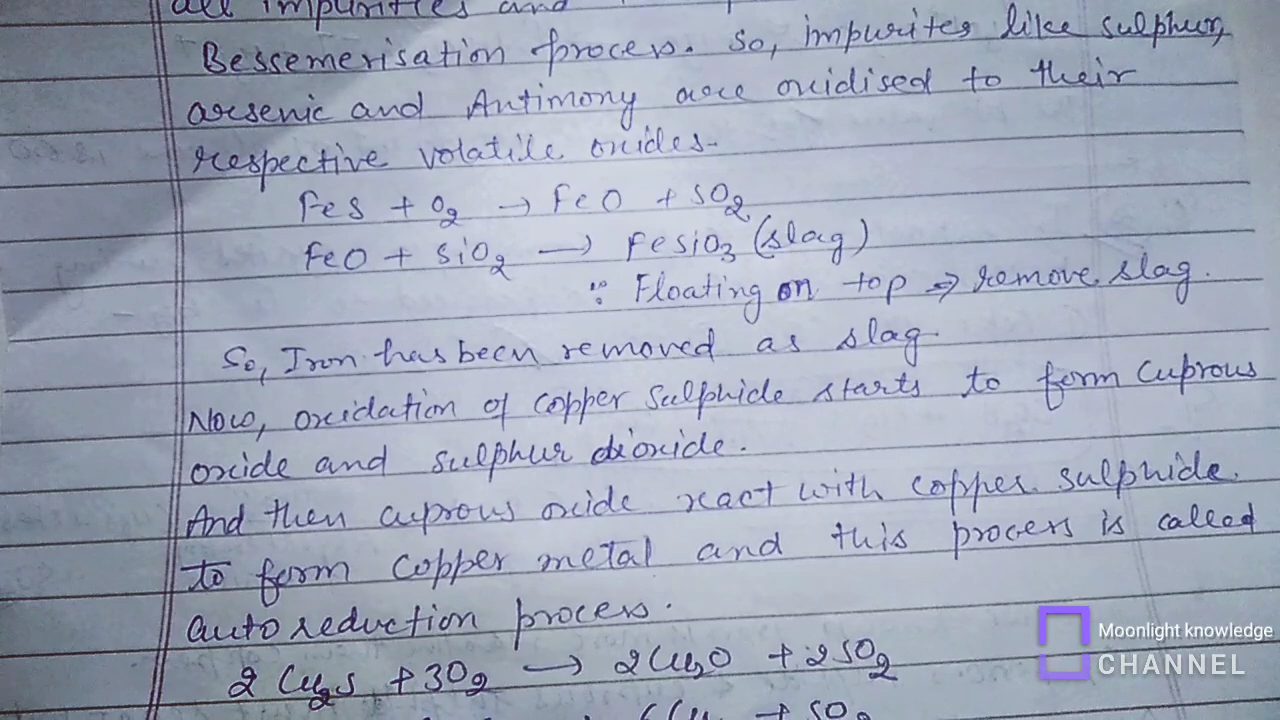 all impurities and
Bessemerisation process. So, impurites like sulphur,
arsenic and Antimony are oxidised to their
respective volatile oxides.
FeS + O2 → FeO + SO2
FeO + SiO2 → FeSiO3 (slag)
∵ Floating on top ⇒ remove slag.
So, Iron has been removed as slag.
Now, oxidation of copper sulphide starts to form cuprous
oxide and sulphur dioxide.
And then cuprous oxide react with copper sulphide.
to form copper metal and this process is called
auto reduction process.
2Cu2S + 3O2 → 2Cu2O + 2SO2
+ SO2
Moonlight knowledge
CHANNEL